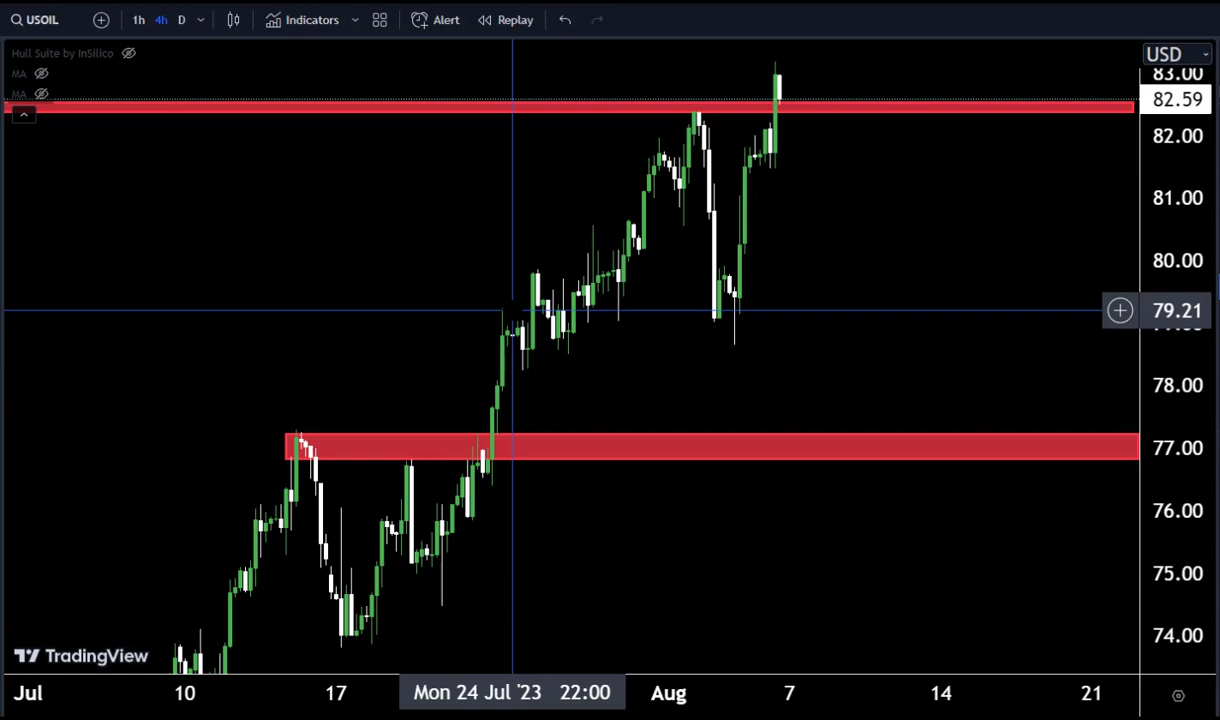 USOIL 1h 4h D Indicators Alert Replay
Hull Suite by InSilico
MA
MA
USD
83.00
82.59
82.00
81.00
80.00
79.21
78.00
77.00
76.00
75.00
74.00
TradingView
Jul 10 17 Mon 24 Jul '23 22:00 Aug 7 14 21